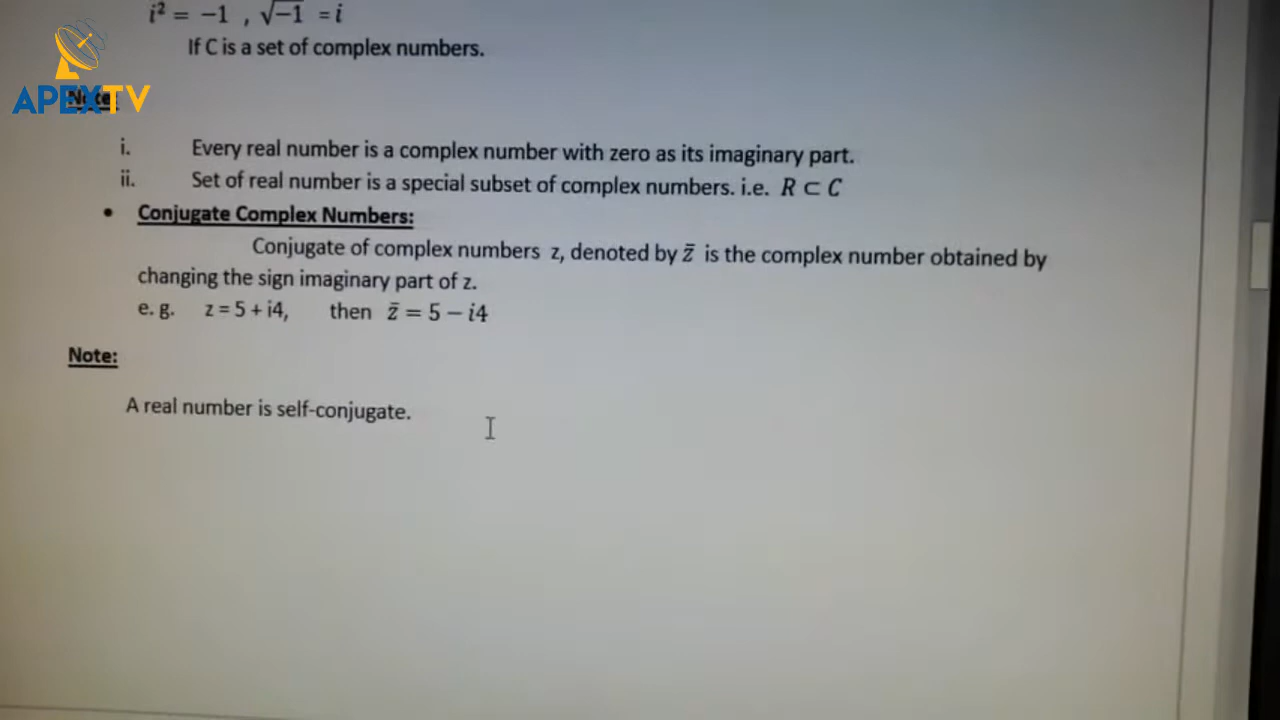 i² = −1 , √−1 = i
If C is a set of complex numbers.
APEXTV
Note:
i. Every real number is a complex number with zero as its imaginary part.
ii. Set of real number is a special subset of complex numbers. i.e. R ⊂ C
• Conjugate Complex Numbers:
Conjugate of complex numbers z, denoted by z̄ is the complex number obtained by
changing the sign imaginary part of z.
e. g. z = 5 + i4, then z̄ = 5 − i4
Note:
A real number is self-conjugate.